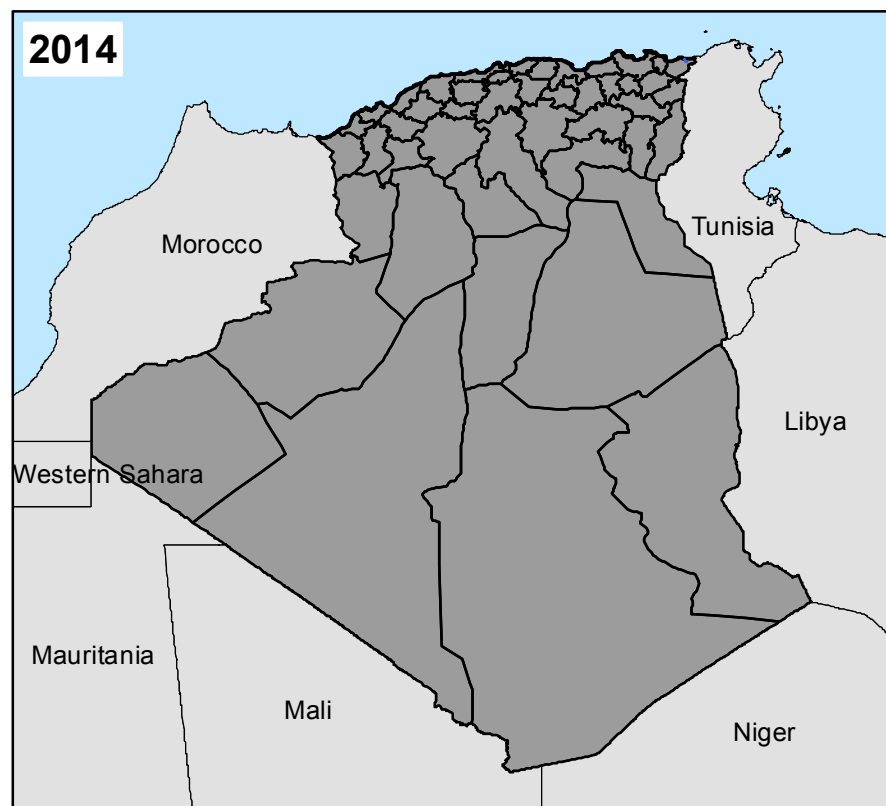 2014
Morocco
Tunisia
Libya
Western Sahara
Mauritania
Mali
Niger